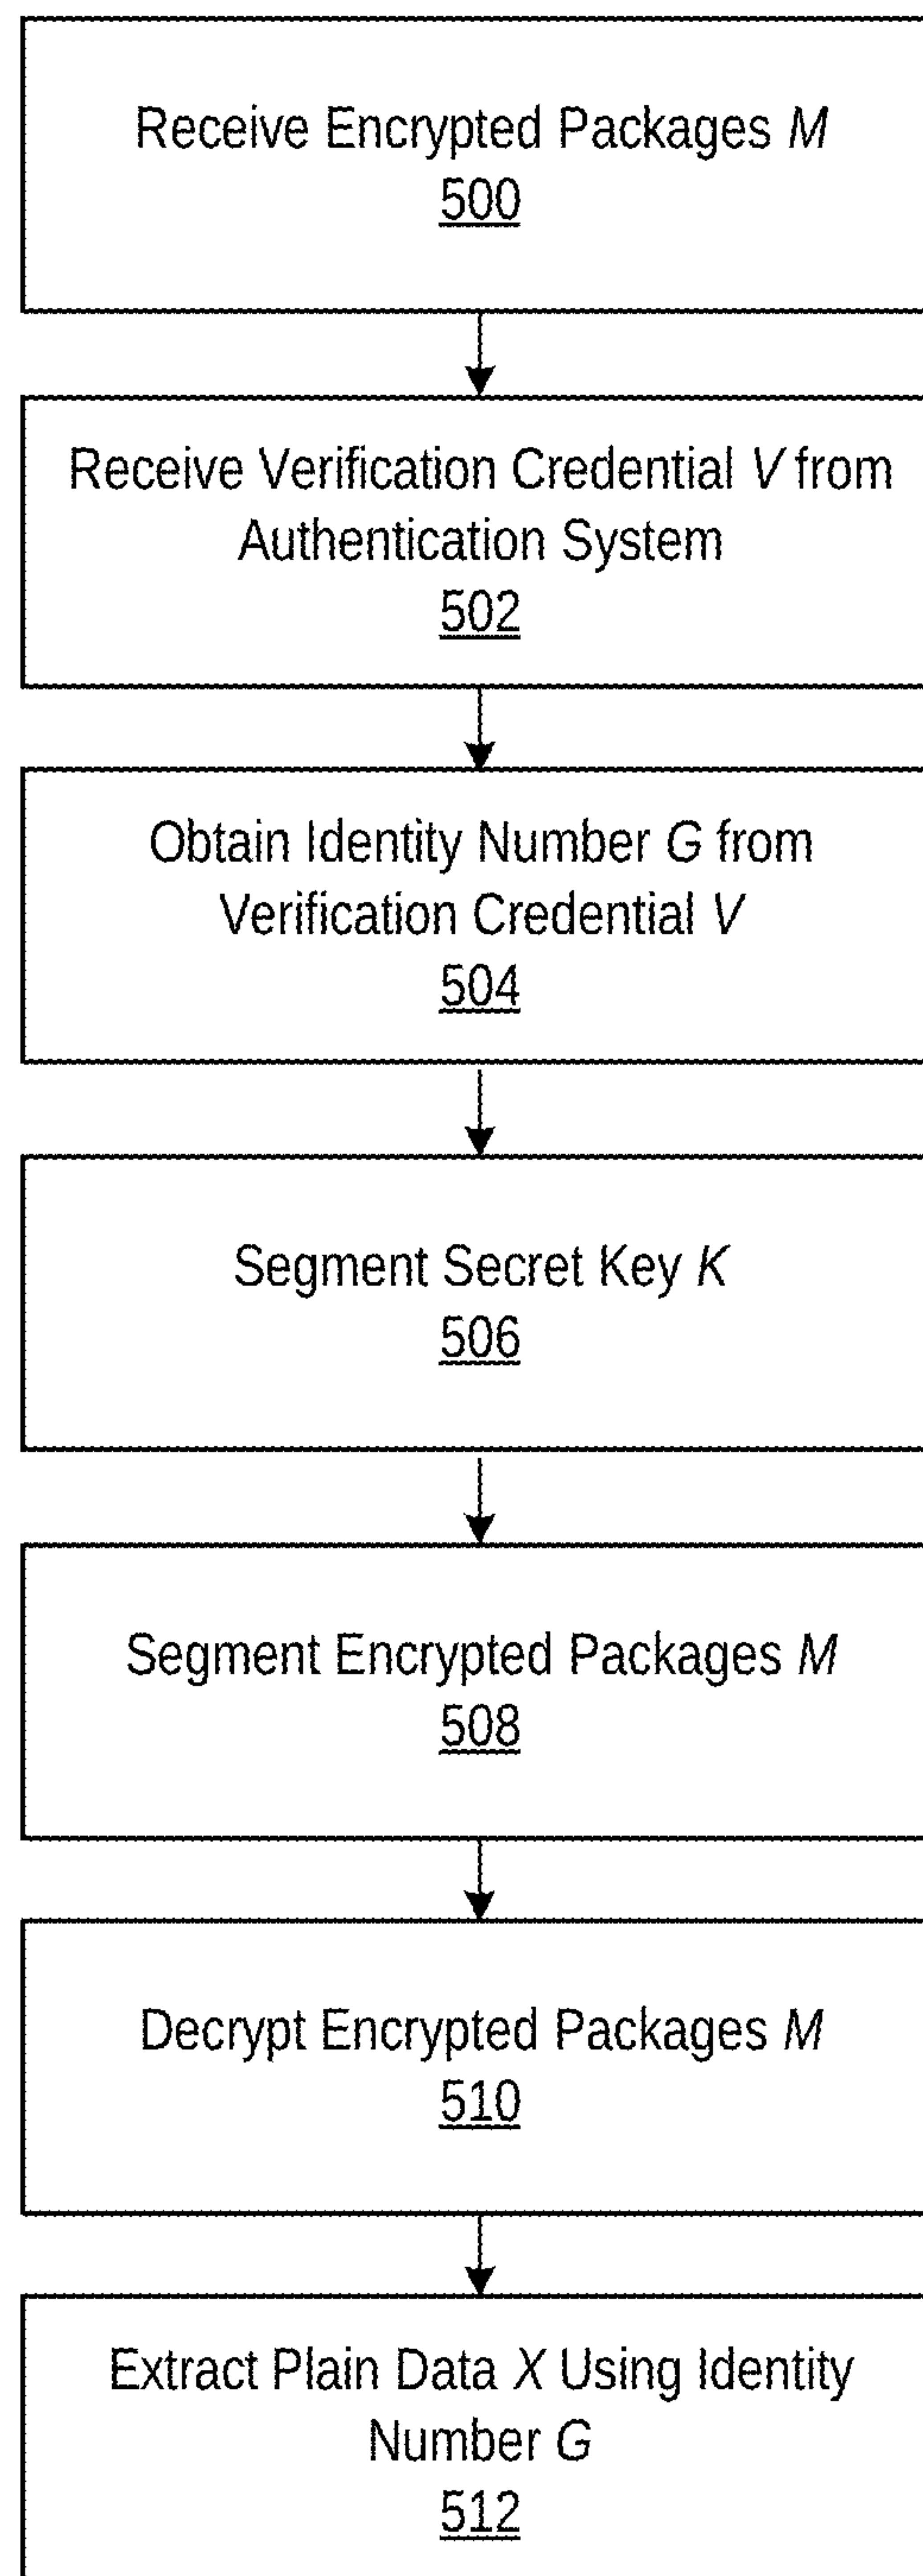 Receive Encrypted Packages M
500
Receive Verification Credential V from
Authentication System
502
Obtain Identity Number G from
Verification Credential V
504
Segment Secret Key K
506
Segment Encrypted Packages M
508
Decrypt Encrypted Packages M
510
Extract Plain Data X Using Identity
Number G
512